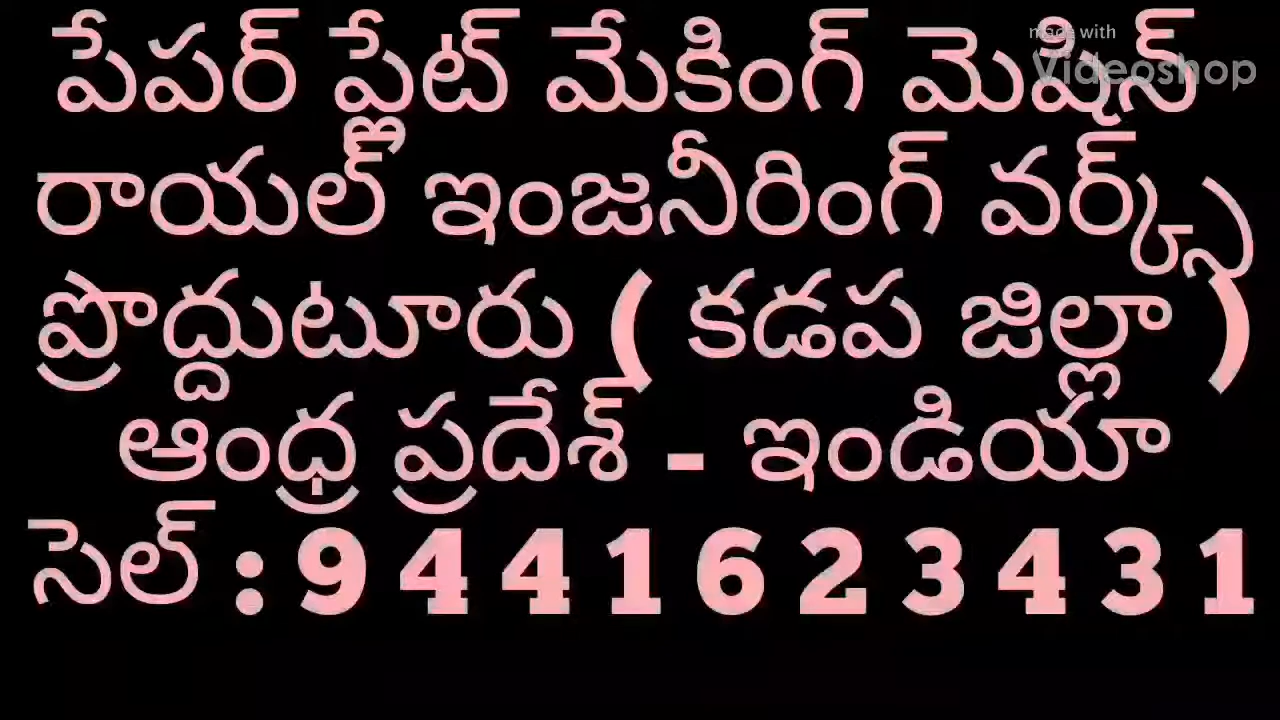 పేపర్ ప్లేట్ మేకింగ్ మెషిన్
made with
Videoshop
రాయల్ ఇంజనీరింగ్ వర్క్స్
ప్రొద్దుటూరు ( కడప జిల్లా )
ఆంధ్ర ప్రదేశ్ - ఇండియా
సెల్ : 9 4 4 1 6 2 3 4 3 1